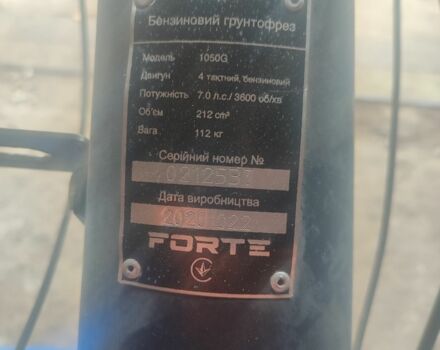 Бензиновий грунтофрез
Модель 1050G
Двигун 4 тактний, бензиновий
Потужність 7.0 л.с./ 3600 об/хв
Об'єм 212 cm³
Вага 112 кг
Серійний номер №
Дата виробництва
FORTE